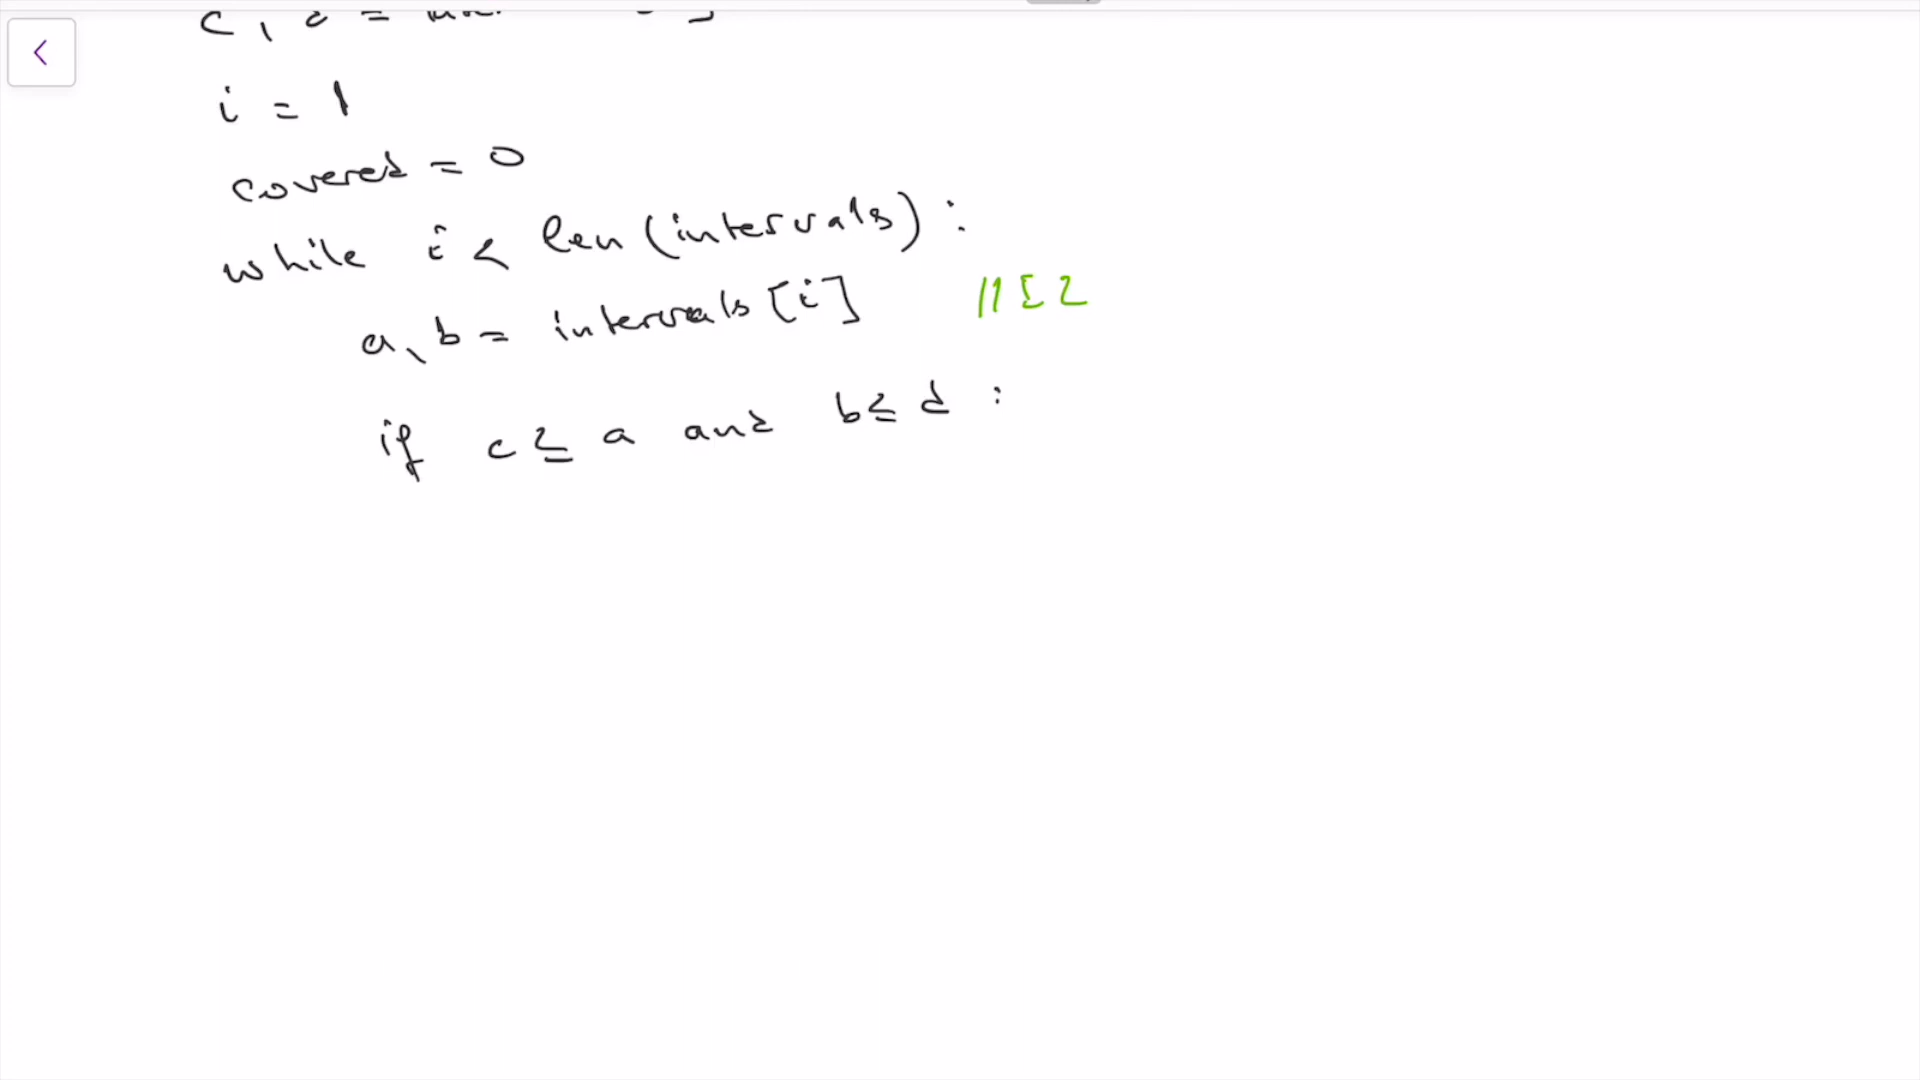 c, d =
i = 1
covered = 0
while i < len(intervals):
a, b = intervals[i] //[2
if c ≤ a and b ≤ d :